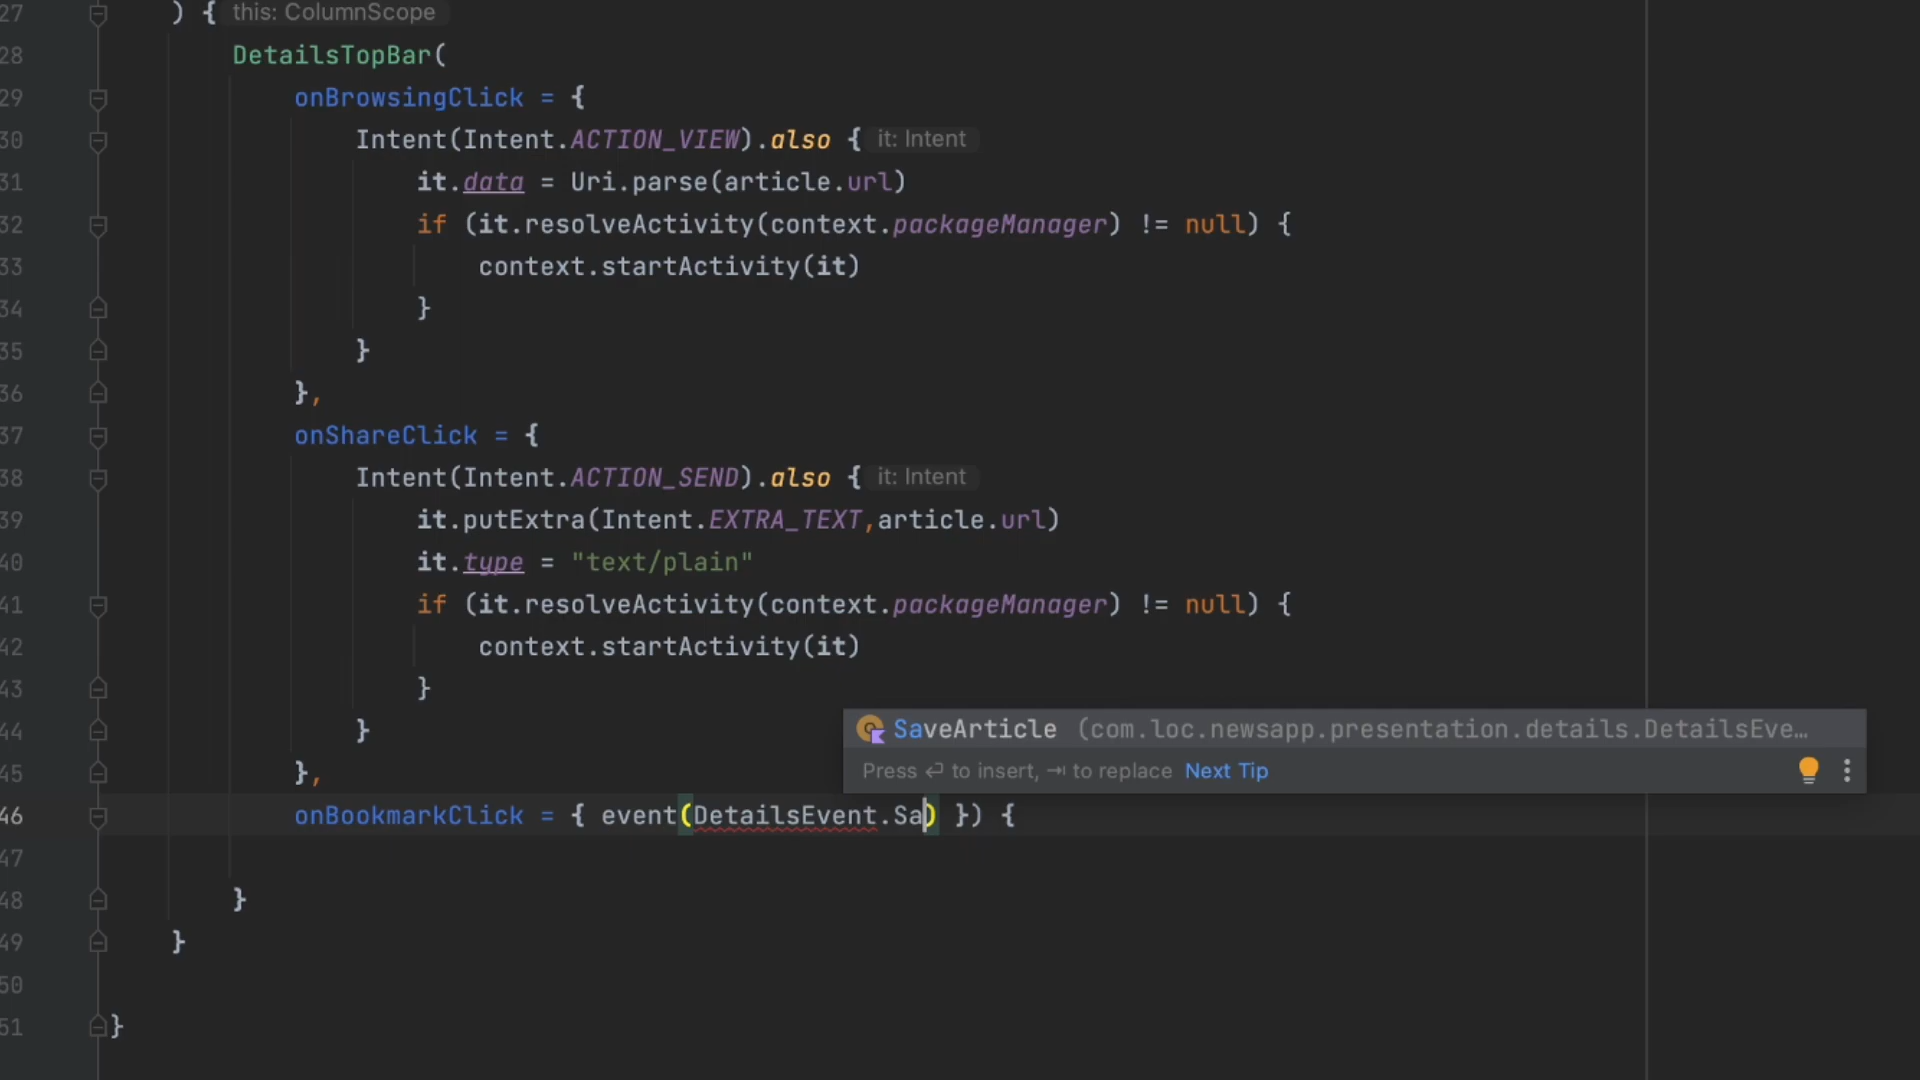 27 ) { this: ColumnScope
28 DetailsTopBar(
29 onBrowsingClick = {
30 Intent(Intent.ACTION_VIEW).also { it: Intent
31 it.data = Uri.parse(article.url)
32 if (it.resolveActivity(context.packageManager) != null) {
33 context.startActivity(it)
34 }
35 }
36 },
37 onShareClick = {
38 Intent(Intent.ACTION_SEND).also { it: Intent
39 it.putExtra(Intent.EXTRA_TEXT,article.url)
40 it.type = "text/plain"
41 if (it.resolveActivity(context.packageManager) != null) {
42 context.startActivity(it)
43 }
44 }
SaveArticle (com.loc.newsapp.presentation.details.DetailsEve…
45 },
Press ↩ to insert, ⇥ to replace Next Tip
46 onBookmarkClick = { event(DetailsEvent.Sa) }) {
47
48 }
49 }
50
51 }